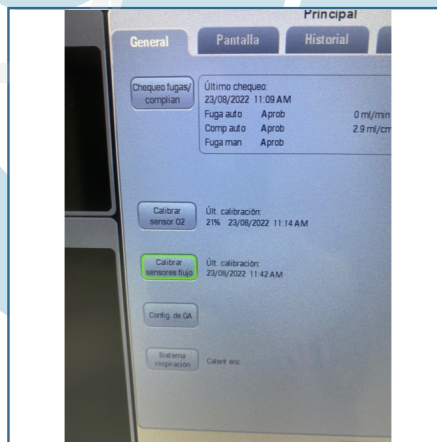 Principal
General
Pantalla
Historial
Chequeo fugas/
complian
Último chequeo:
23/08/2022 11:09 AM
Fuga auto Aprob 0 ml/min
Comp auto Aprob 2.9 ml/cm
Fuga man Aprob
Calibrar
sensor O2
Últ. calibración:
21% 23/08/2022 11:14 AM
Calibrar
sensores flujo
Últ. calibración:
23/08/2022 11:42 AM
Config. de GA
Sistema
respiración
Calent enc